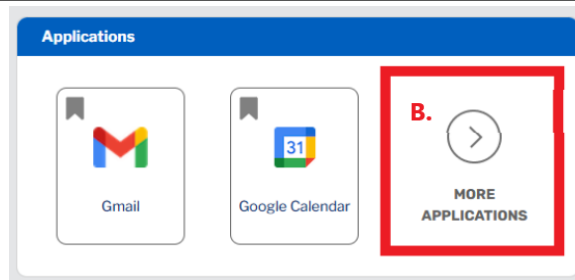 Applications
Gmail
31
Google Calendar
B.
MORE
APPLICATIONS